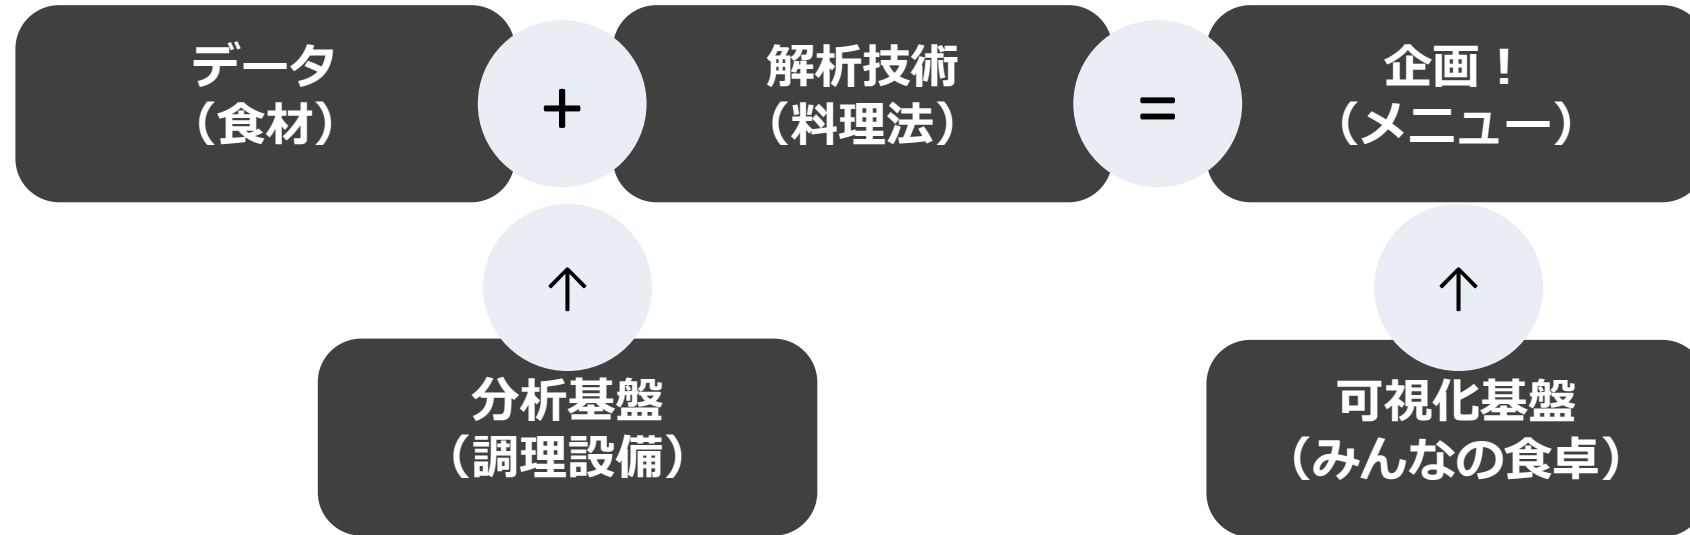 データ
（食材）
+
解析技術
（料理法）
=
企画！
（メニュー）
↑
↑
分析基盤
（調理設備）
可視化基盤
（みんなの食卓）